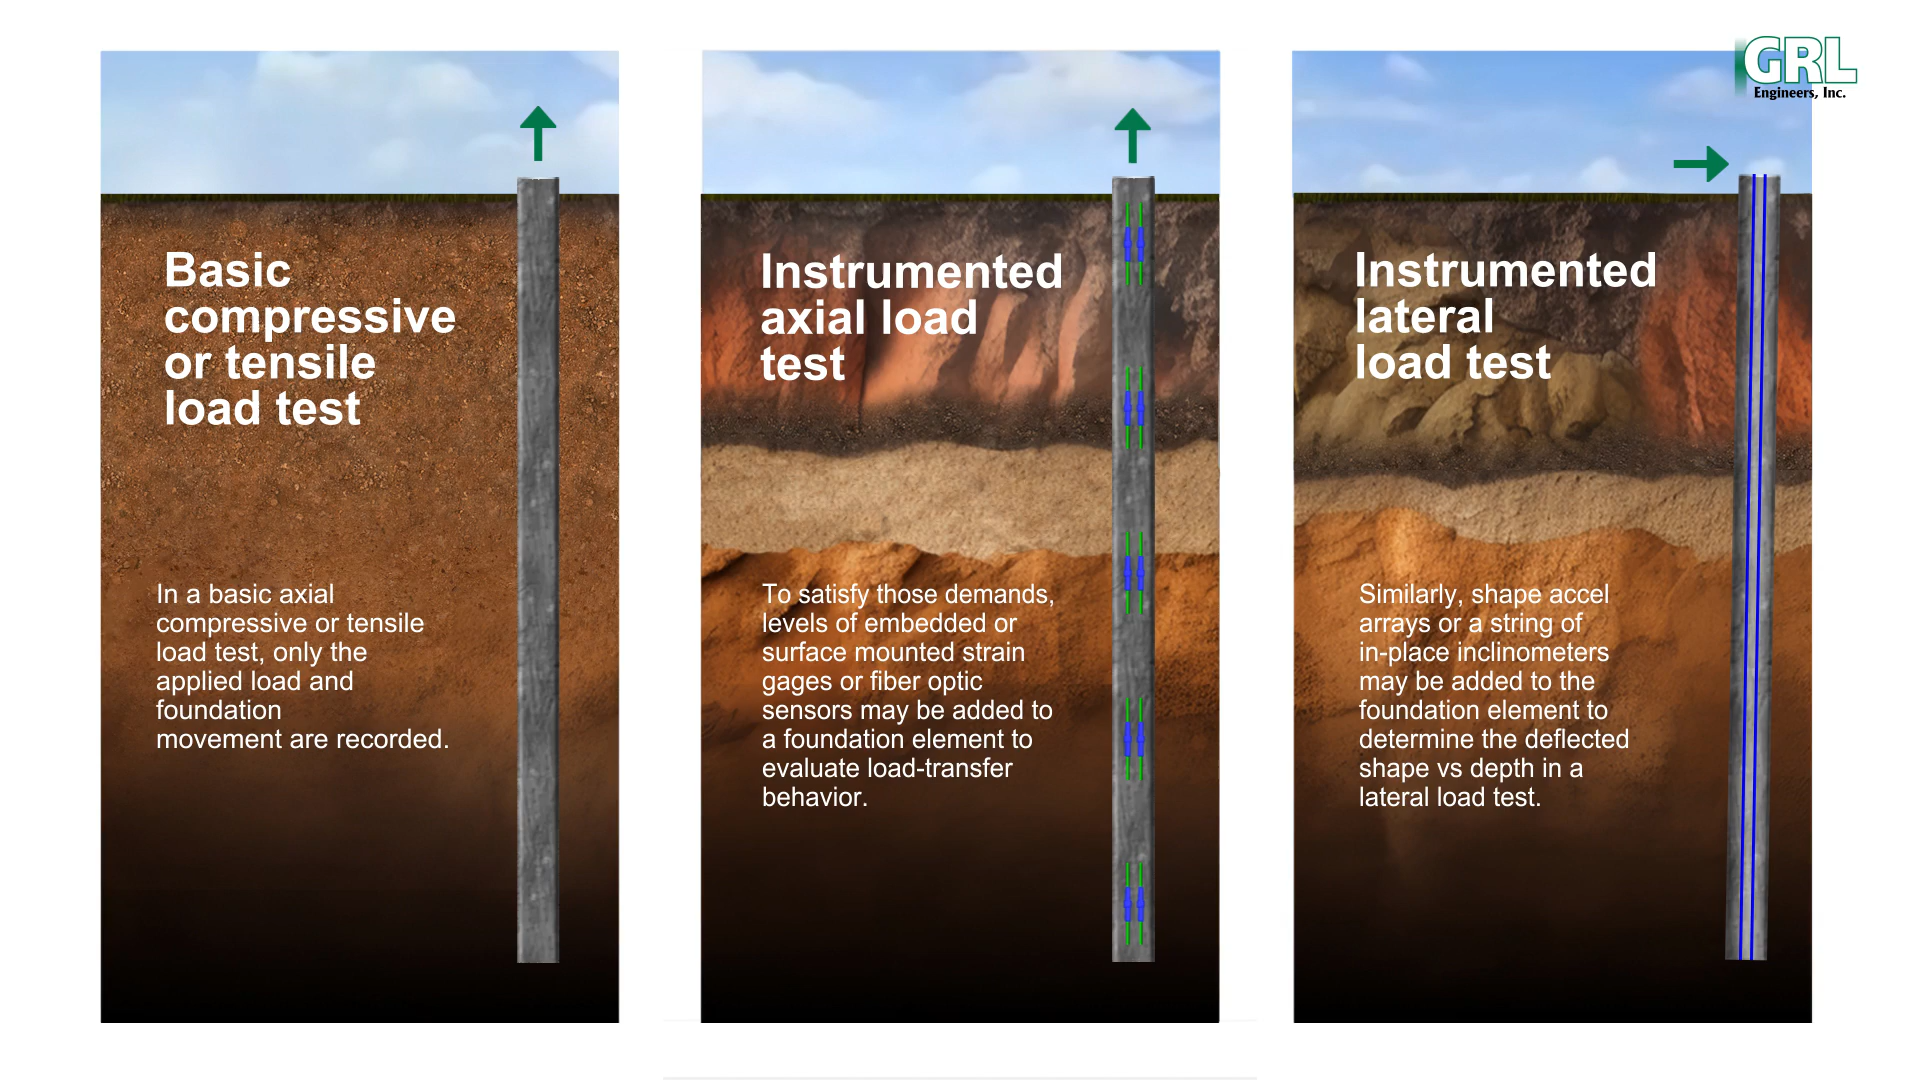 GRL
Engineers, Inc.
Basic
compressive
or tensile
load test
In a basic axial
compressive or tensile
load test, only the
applied load and
foundation
movement are recorded.
Instrumented
axial load
test
To satisfy those demands,
levels of embedded or
surface mounted strain
gages or fiber optic
sensors may be added to
a foundation element to
evaluate load-transfer
behavior.
Instrumented
lateral
load test
Similarly, shape accel
arrays or a string of
in-place inclinometers
may be added to the
foundation element to
determine the deflected
shape vs depth in a
lateral load test.